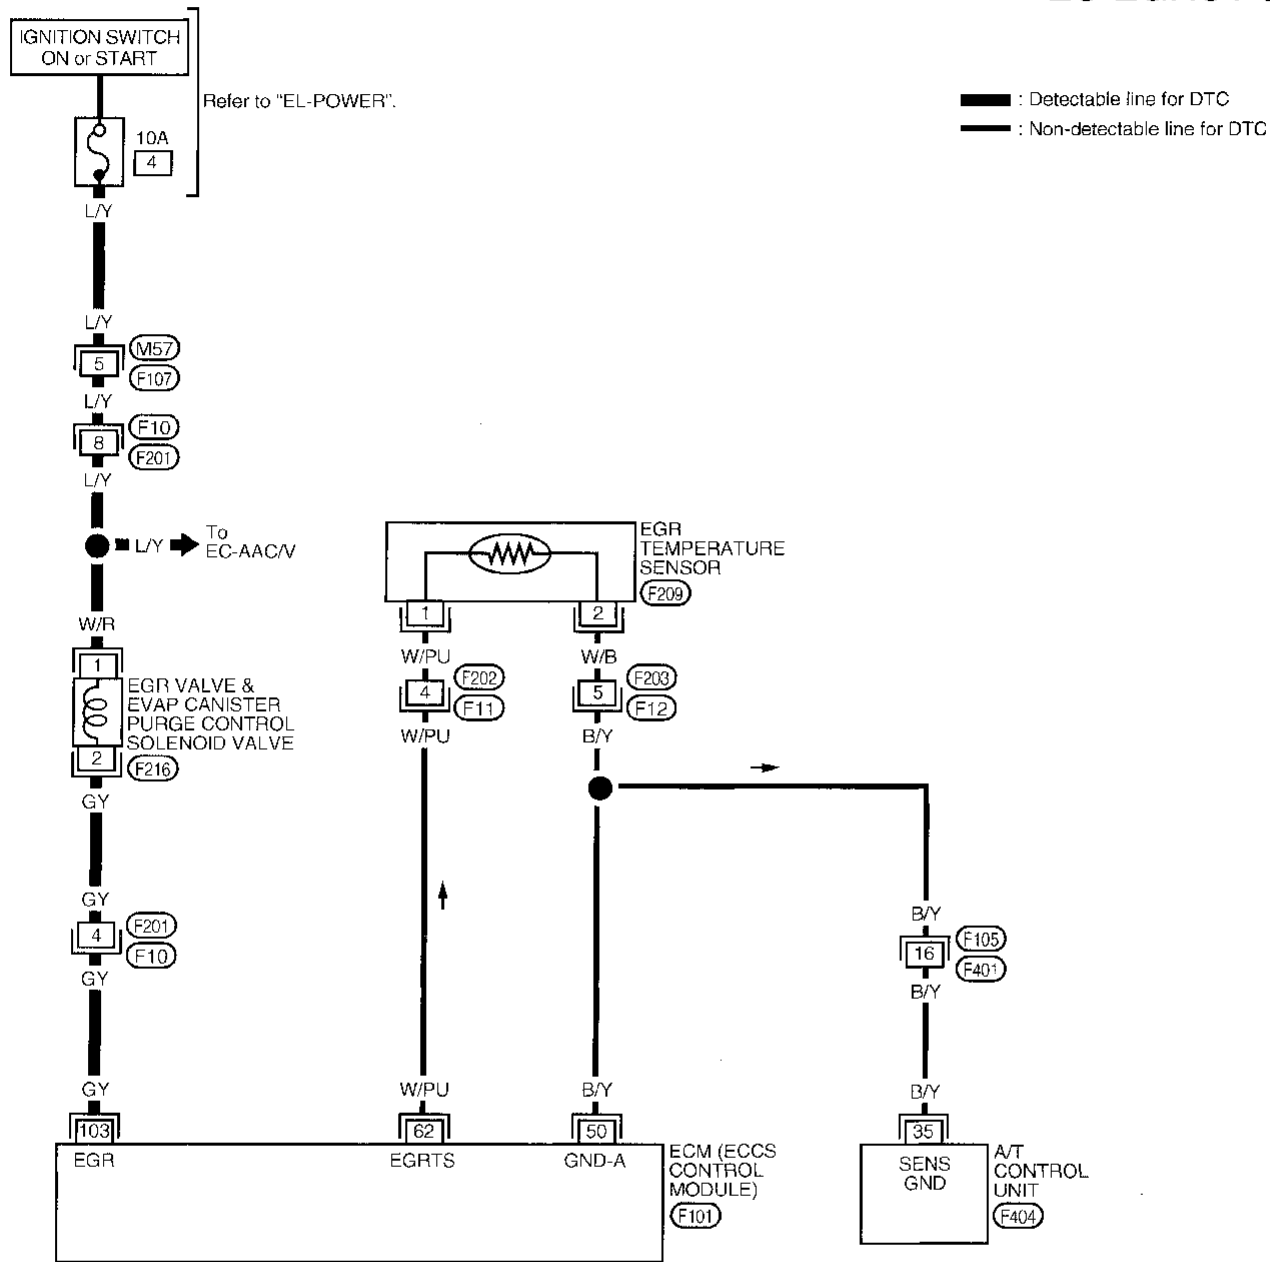 IGNITION SWITCH
ON or START
Refer to "EL-POWER".
10A
4
: Detectable line for DTC
: Non-detectable line for DTC
L/Y
L/Y
5
M57
F107
L/Y
8
F10
F201
L/Y
L/Y
To
EC-AAC/V
W/R
1
EGR VALVE &
EVAP CANISTER
PURGE CONTROL
SOLENOID VALVE
2
F216
GY
GY
4
F201
F10
GY
GY
103
EGR
EGR
TEMPERATURE
SENSOR
F209
1
2
W/PU
W/B
4
F202
F11
5
F203
F12
W/PU
B/Y
W/PU
B/Y
62
50
EGRTS
GND-A
ECM (ECCS
CONTROL
MODULE)
F101
B/Y
16
F105
F401
B/Y
B/Y
35
SENS
GND
A/T
CONTROL
UNIT
F404